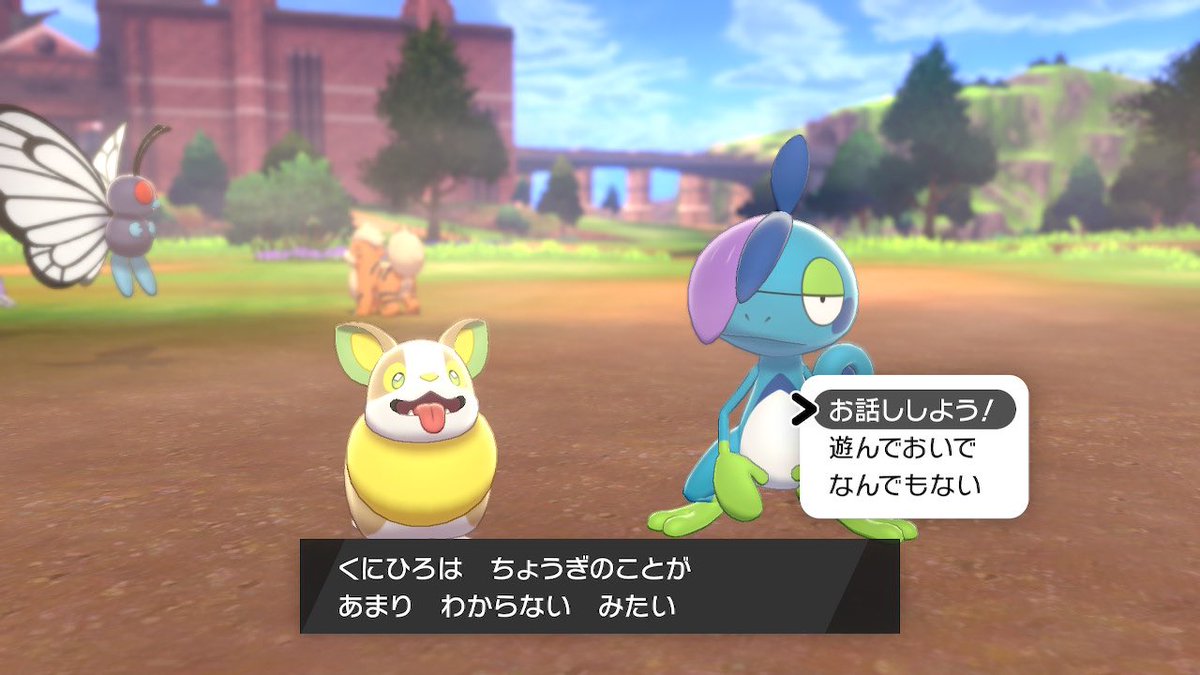 お話ししよう!
遊んでおいで
なんでもない
くにひろは ちょうぎのことが
あまり わからない みたい